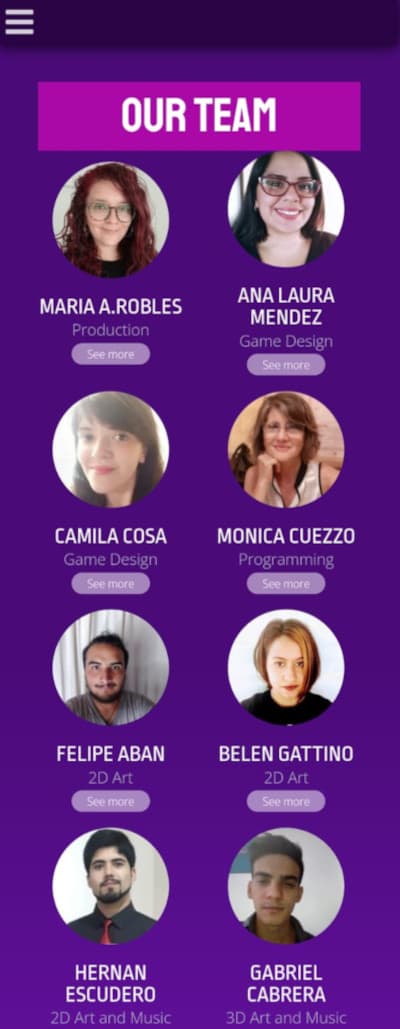 OUR TEAM
MARIA A.ROBLES
Production
See more
ANA LAURA
MENDEZ
Game Design
See more
CAMILA COSA
Game Design
See more
MONICA CUEZZO
Programming
See more
FELIPE ABAN
2D Art
See more
BELEN GATTINO
2D Art
See more
HERNAN
ESCUDERO
2D Art and Music
GABRIEL
CABRERA
3D Art and Music